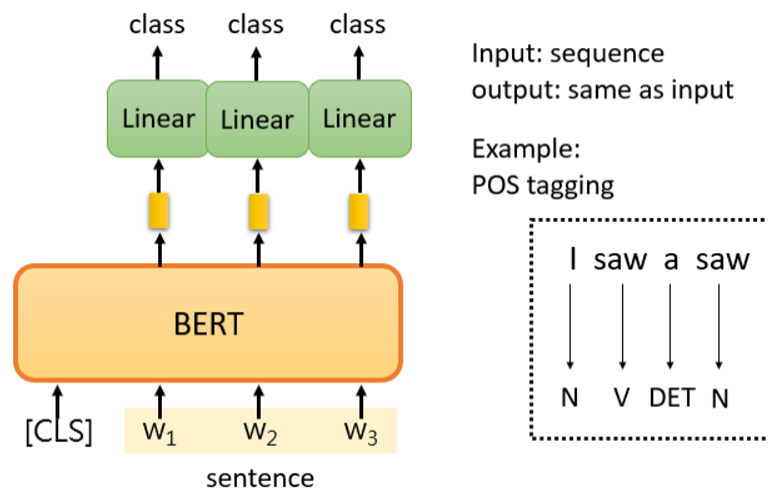 class class class
Linear Linear Linear
BERT
[CLS] w₁ w₂ w₃
sentence
Input: sequence
output: same as input
Example:
POS tagging
I saw a saw
N V DET N